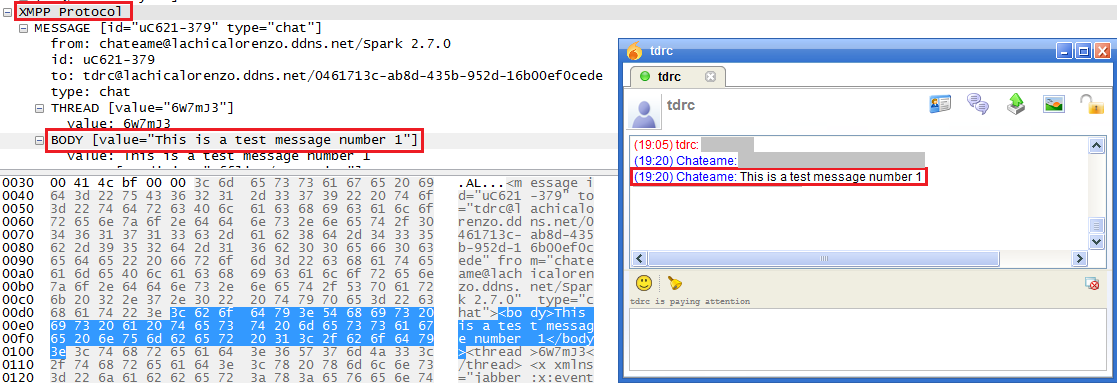 XMPP Protocol
MESSAGE [id="uC621-379" type="chat"]
from: chateame@lachicalorenzo.ddns.net/Spark 2.7.0
id: uC621-379
to: tdrc@lachicalorenzo.ddns.net/0461713c-ab8d-435b-952d-16b00ef0cede
type: chat
THREAD [value="6W7mJ3"]
value: 6W7mJ3
BODY [value="This is a test message number 1"]
value: This is a test message number 1
0030 00 41 4c bf 00 00 3c 6d 65 73 73 61 67 65 20 69 .AL...<m essage i
0040 64 3d 22 75 43 36 32 31 2d 33 37 39 22 20 74 6f d="uC621 -379" to
0050 3d 22 74 64 72 63 40 6c 61 63 68 69 63 61 6c 6f ="tdrc@l achicalo
0060 72 65 6e 7a 6f 2e 64 64 6e 73 2e 6e 65 74 2f 30 renzo.dd ns.net/0
0070 34 36 31 37 31 33 63 2d 61 62 38 64 2d 34 33 35 461713c- ab8d-435
0080 62 2d 39 35 32 64 2d 31 36 62 30 30 65 66 30 63 b-952d-1 6b00ef0c
0090 65 64 65 22 20 66 72 6f 6d 3d 22 63 68 61 74 65 ede" fro m="chate
00a0 61 6d 65 40 6c 61 63 68 69 63 61 6c 6f 72 65 6e ame@lach icaloren
00b0 7a 6f 2e 64 64 6e 73 2e 6e 65 74 2f 53 70 61 72 zo.ddns. net/Spar
00c0 6b 20 32 2e 37 2e 30 22 20 74 79 70 65 3d 22 63 k 2.7.0" type="c
00d0 68 61 74 22 3e 3c 62 6f 64 79 3e 54 68 69 73 20 hat"><bo dy>This
00e0 69 73 20 61 20 74 65 73 74 20 6d 65 73 73 61 67 is a tes t messag
00f0 65 20 6e 75 6d 62 65 72 20 31 3c 2f 62 6f 64 79 e number 1</body
0100 3e 3c 74 68 72 65 61 64 3e 36 57 37 6d 4a 33 3c ><thread >6W7mJ3<
0110 2f 74 68 72 65 61 64 3e 3c 78 20 78 6d 6c 6e 73 /thread> <x xmlns
0120 3d 22 6a 61 62 62 65 72 3a 78 3a 65 76 65 6e 74 ="jabber :x:event
tdrc
tdrc
tdrc
(19:05) tdrc:
(19:20) Chateame:
(19:20) Chateame: This is a test message number 1
tdrc is paying attention